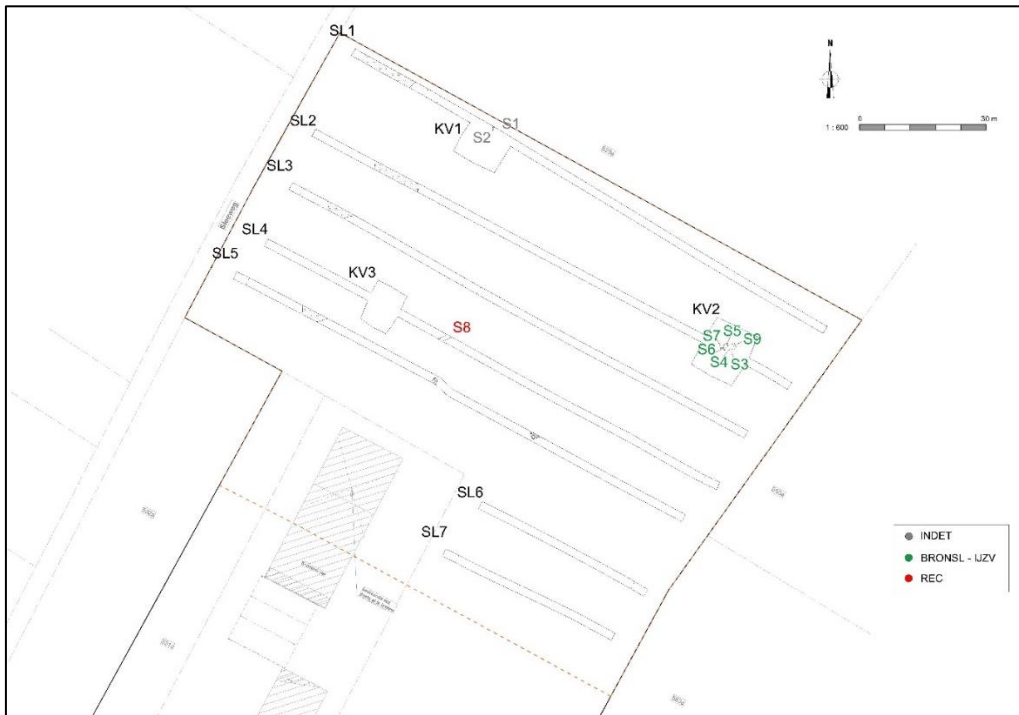 SL1
N
0 30 m
1 : 600
SL2
KV1
S1
S2
SL3
SL4
SL5
KV3
S8
KV2
S7
S5
S9
S6
S4
S3
SL6
SL7
INDET
BRONSL - IJZV
REC